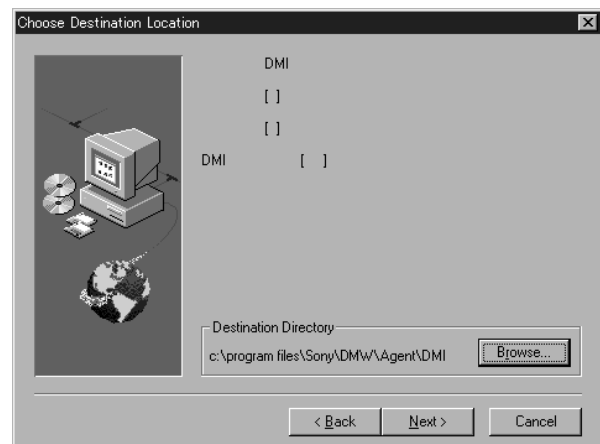 Choose Destination Location
DMI
[ ]
[ ]
DMI [ ]
Destination Directory
c:\program files\Sony\DMW\Agent\DMI
Browse...
< Back
Next >
Cancel